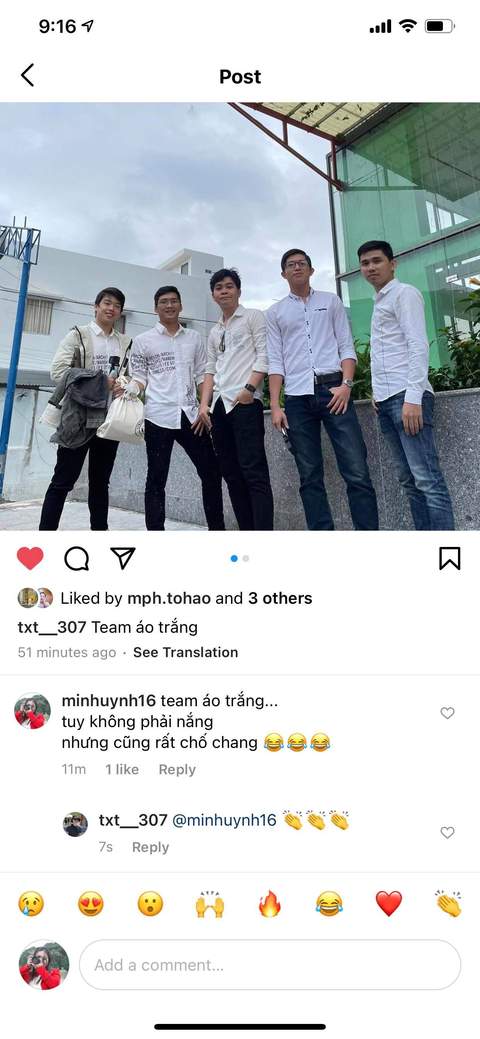 9:16
Post
Liked by mph.tohao and 3 others
txt__307 Team áo trắng
51 minutes ago · See Translation
minhuynh16 team áo trắng...
tuy không phải nắng
nhưng cũng rất chố chang 😂😂😂
11m 1 like Reply
txt__307 @minhuynh16 👏👏👏
7s Reply
😢 😍 😮 🙌 🔥 😂 ❤️ 👏
Add a comment...